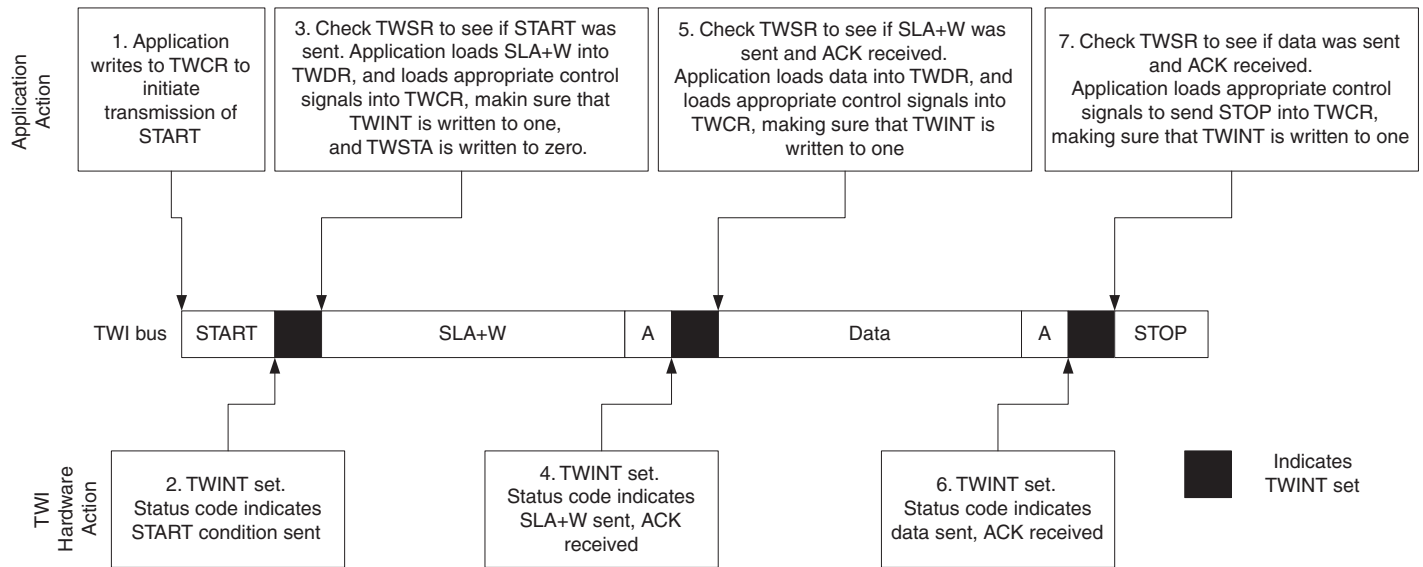 Application
Action
1. Application
writes to TWCR to
initiate
transmission of
START
3. Check TWSR to see if START was
sent. Application loads SLA+W into
TWDR, and loads appropriate control
signals into TWCR, makin sure that
TWINT is written to one,
and TWSTA is written to zero.
5. Check TWSR to see if SLA+W was
sent and ACK received.
Application loads data into TWDR, and
loads appropriate control signals into
TWCR, making sure that TWINT is
written to one
7. Check TWSR to see if data was sent
and ACK received.
Application loads appropriate control
signals to send STOP into TWCR,
making sure that TWINT is written to one
TWI bus
START
SLA+W
A
Data
A
STOP
TWI
Hardware
Action
2. TWINT set.
Status code indicates
START condition sent
4. TWINT set.
Status code indicates
SLA+W sent, ACK
received
6. TWINT set.
Status code indicates
data sent, ACK received
Indicates
TWINT set